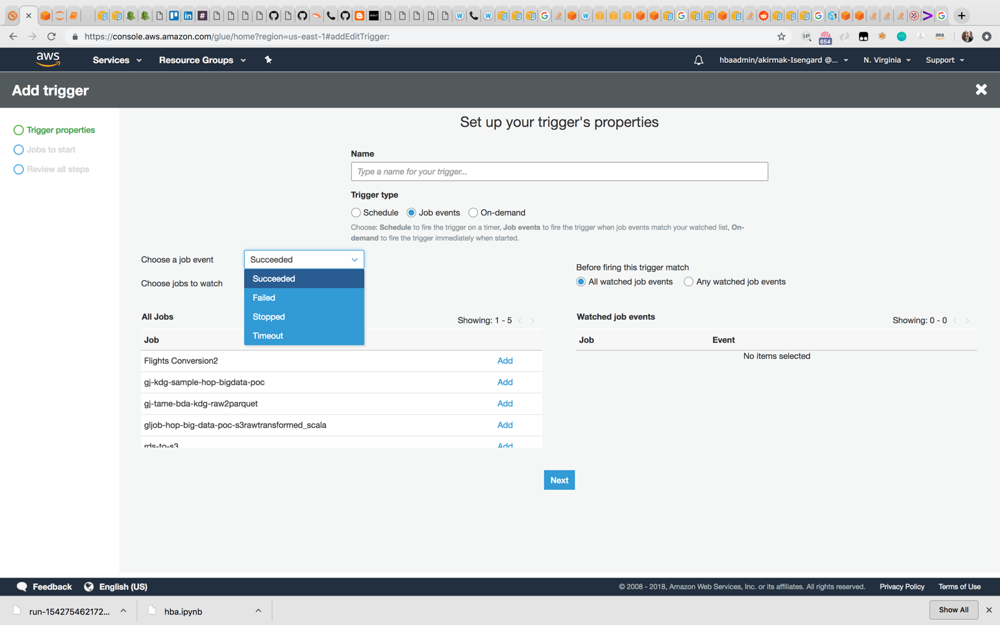 https://console.aws.amazon.com/glue/home?region=us-east-1#addEditTrigger:
654
aea
aws
Services
Resource Groups
hbaadmin/akirmak-Isengard @...
N. Virginia
Support
Add trigger
Trigger properties
Jobs to start
Review all steps
Set up your trigger's properties
Name
Type a name for your trigger...
Trigger type
Schedule
Job events
On-demand
Choose: Schedule to fire the trigger on a timer, Job events to fire the trigger when job events match your watched list, On-
demand to fire the trigger immediately when started.
Choose a job event
Succeeded
Succeeded
Failed
Stopped
Timeout
Choose jobs to watch
Before firing this trigger match
All watched job events
Any watched job events
All Jobs
Showing: 1 - 5
Job
Flights Conversion2 Add
gj-kdg-sample-hop-bigdata-poc Add
gj-tame-bda-kdg-raw2parquet Add
gljob-hop-big-data-poc-s3rawtransformed_scala Add
rds-to-s3 Add
Watched job events
Showing: 0 - 0
Job Event
No items selected
Next
Feedback
English (US)
© 2008 - 2018, Amazon Web Services, Inc. or its affiliates. All rights reserved.
Privacy Policy
Terms of Use
run-154275462172...
hba.ipynb
Show All